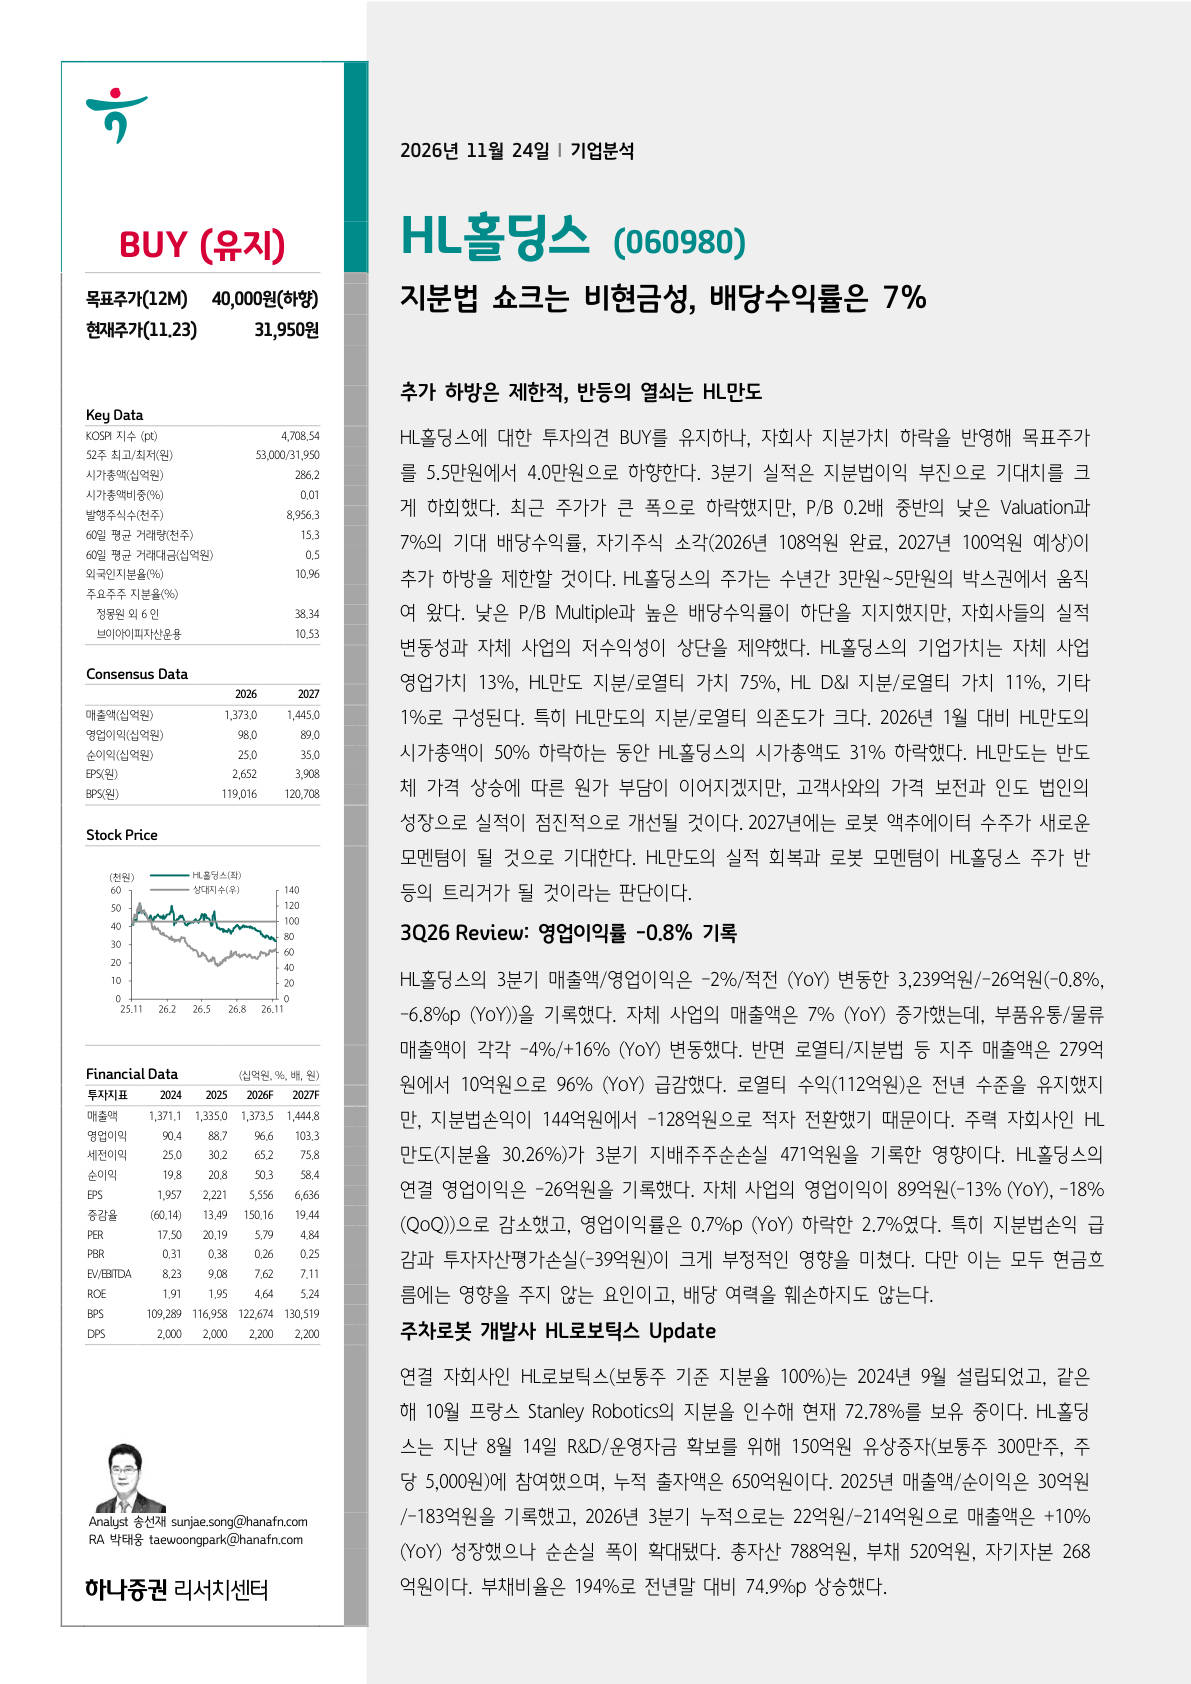 BUY (유지)
목표주가(12M) 40,000원(하향)
현재주가(11.23) 31,950원
Key Data
KOSPI 지수 (pt) 4,708.54
52주 최고/최저(원) 53,000/31,950
시가총액(십억원) 286.2
시가총액비중(%) 0.01
발행주식수(천주) 8,956.3
60일 평균 거래량(천주) 15.3
60일 평균 거래대금(십억원) 0.5
외국인지분율(%) 10.96
주요주주 지분율(%)
정몽원 외 6 인 38.34
브이아이피자산운용 10.53
Consensus Data
2026 2027
매출액(십억원) 1,373.0 1,445.0
영업이익(십억원) 98.0 89.0
순이익(십억원) 25.0 35.0
EPS(원) 2,652 3,908
BPS(원) 119,016 120,708
Stock Price
(천원)
HL홀딩스(좌)
상대지수(우)
60 140
50 120
40 100
30 80
20 60
10 40
0 20
0
25.11 26.2 26.5 26.8 26.11
Financial Data (십억원, %, 배, 원)
투자지표 2024 2025 2026F 2027F
매출액 1,371.1 1,335.0 1,373.5 1,444.8
영업이익 90.4 88.7 96.6 103.3
세전이익 25.0 30.2 65.2 75.8
순이익 19.8 20.8 50.3 58.4
EPS 1,957 2,221 5,556 6,636
증감율 (60.14) 13.49 150.16 19.44
PER 17.50 20.19 5.79 4.84
PBR 0.31 0.38 0.26 0.25
EV/EBITDA 8.23 9.08 7.62 7.11
ROE 1.91 1.95 4.64 5.24
BPS 109,289 116,958 122,674 130,519
DPS 2,000 2,000 2,200 2,200
Analyst 송선재 sunjae.song@hanafn.com
RA 박태웅 taewoongpark@hanafn.com
하나증권 리서치센터
2026년 11월 24일 | 기업분석
HL홀딩스 (060980)
지분법 쇼크는 비현금성, 배당수익률은 7%
추가 하방은 제한적, 반등의 열쇠는 HL만도
HL홀딩스에 대한 투자의견 BUY를 유지하나, 자회사 지분가치 하락을 반영해 목표주가
를 5.5만원에서 4.0만원으로 하향한다. 3분기 실적은 지분법이익 부진으로 기대치를 크
게 하회했다. 최근 주가가 큰 폭으로 하락했지만, P/B 0.2배 중반의 낮은 Valuation과
7%의 기대 배당수익률, 자기주식 소각(2026년 108억원 완료, 2027년 100억원 예상)이
추가 하방을 제한할 것이다. HL홀딩스의 주가는 수년간 3만원~5만원의 박스권에서 움직
여 왔다. 낮은 P/B Multiple과 높은 배당수익률이 하단을 지지했지만, 자회사들의 실적
변동성과 자체 사업의 저수익성이 상단을 제약했다. HL홀딩스의 기업가치는 자체 사업
영업가치 13%, HL만도 지분/로열티 가치 75%, HL D&I 지분/로열티 가치 11%, 기타
1%로 구성된다. 특히 HL만도의 지분/로열티 의존도가 크다. 2026년 1월 대비 HL만도의
시가총액이 50% 하락하는 동안 HL홀딩스의 시가총액도 31% 하락했다. HL만도는 반도
체 가격 상승에 따른 원가 부담이 이어지겠지만, 고객사와의 가격 보전과 인도 법인의
성장으로 실적이 점진적으로 개선될 것이다. 2027년에는 로봇 액추에이터 수주가 새로운
모멘텀이 될 것으로 기대한다. HL만도의 실적 회복과 로봇 모멘텀이 HL홀딩스 주가 반
등의 트리거가 될 것이라는 판단이다.
3Q26 Review: 영업이익률 -0.8% 기록
HL홀딩스의 3분기 매출액/영업이익은 -2%/적전 (YoY) 변동한 3,239억원/-26억원(-0.8%,
-6.8%p (YoY))을 기록했다. 자체 사업의 매출액은 7% (YoY) 증가했는데, 부품유통/물류
매출액이 각각 -4%/+16% (YoY) 변동했다. 반면 로열티/지분법 등 지주 매출액은 279억
원에서 10억원으로 96% (YoY) 급감했다. 로열티 수익(112억원)은 전년 수준을 유지했지
만, 지분법손익이 144억원에서 -128억원으로 적자 전환했기 때문이다. 주력 자회사인 HL
만도(지분율 30.26%)가 3분기 지배주주순손실 471억원을 기록한 영향이다. HL홀딩스의
연결 영업이익은 -26억원을 기록했다. 자체 사업의 영업이익이 89억원(-13% (YoY), -18%
(QoQ))으로 감소했고, 영업이익률은 0.7%p (YoY) 하락한 2.7%였다. 특히 지분법손익 급
감과 투자자산평가손실(-39억원)이 크게 부정적인 영향을 미쳤다. 다만 이는 모두 현금흐
름에는 영향을 주지 않는 요인이고, 배당 여력을 훼손하지도 않는다.
주차로봇 개발사 HL로보틱스 Update
연결 자회사인 HL로보틱스(보통주 기준 지분율 100%)는 2024년 9월 설립되었고, 같은
해 10월 프랑스 Stanley Robotics의 지분을 인수해 현재 72.78%를 보유 중이다. HL홀딩
스는 지난 8월 14일 R&D/운영자금 확보를 위해 150억원 유상증자(보통주 300만주, 주
당 5,000원)에 참여했으며, 누적 출자액은 650억원이다. 2025년 매출액/순이익은 30억원
/-183억원을 기록했고, 2026년 3분기 누적으로는 22억원/-214억원으로 매출액은 +10%
(YoY) 성장했으나 순손실 폭이 확대됐다. 총자산 788억원, 부채 520억원, 자기자본 268
억원이다. 부채비율은 194%로 전년말 대비 74.9%p 상승했다.